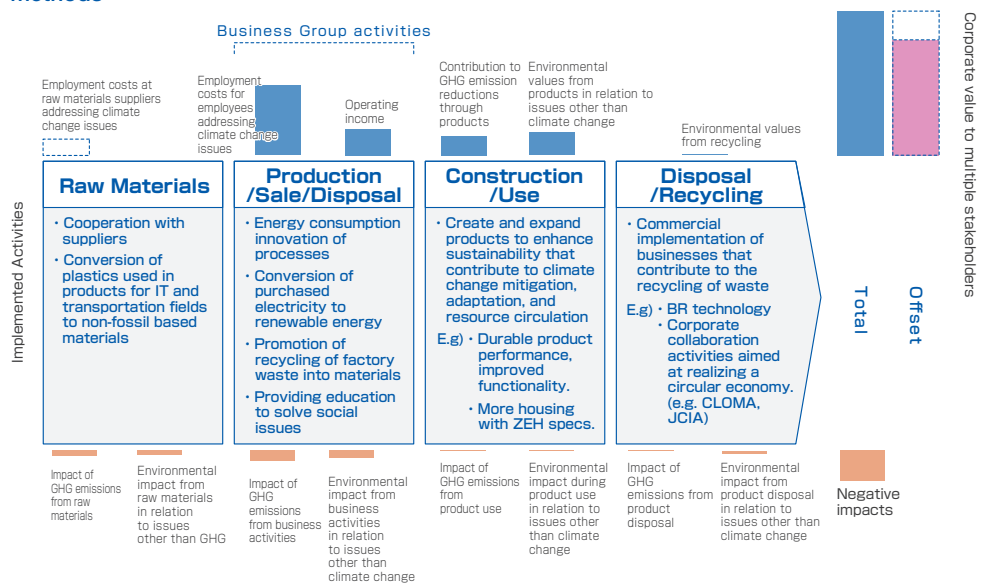 Business Group activities
Employment costs at
raw materials suppliers
addressing climate
change issues
Employment
costs for
employees
addressing
climate change
issues
Operating
income
Contribution to
GHG emission
reductions
through
products
Environmental
values from
products in relation to
issues other than
climate change
Environmental values
from recycling
Corporate value to multiple stakeholders
Implemented Activities
Raw Materials
・Cooperation with
suppliers
・Conversion of
plastics used in
products for IT and
transportation fields
to non-fossil based
materials
Production
/Sale/Disposal
・Energy consumption
innovation of
processes
・Conversion of
purchased
electricity to
renewable energy
・Promotion of
recycling of factory
waste into materials
・Providing education
to solve social
issues
Construction
/Use
・Create and expand
products to enhance
sustainability that
contribute to climate
change mitigation,
adaptation, and
resource circulation
E.g)・Durable product
performance,
improved
functionality.
・More housing
with ZEH specs.
Disposal
/Recycling
・Commercial
implementation of
businesses that
contribute to the
recycling of waste
E.g)・BR technology
・Corporate
collaboration
activities aimed
at realizing a
circular economy.
(e.g. CLOMA,
JCIA)
Total
Offset
Impact of
GHG emissions
from raw
materials
Environmental
impact from
raw materials
in relation
to issues
other than GHG
Impact of
GHG
emissions
from business
activities
Environmental
impact from
business
activities
in relation
to issues
other than
climate change
Impact of
GHG emissions
from
product use
Environmental
impact during
product use
in relation to
issues other
than climate
change
Impact of
GHG
emissions from
product
disposal
Environmental
impact from
product disposal
in relation to
issues other than
climate change
Negative
impacts